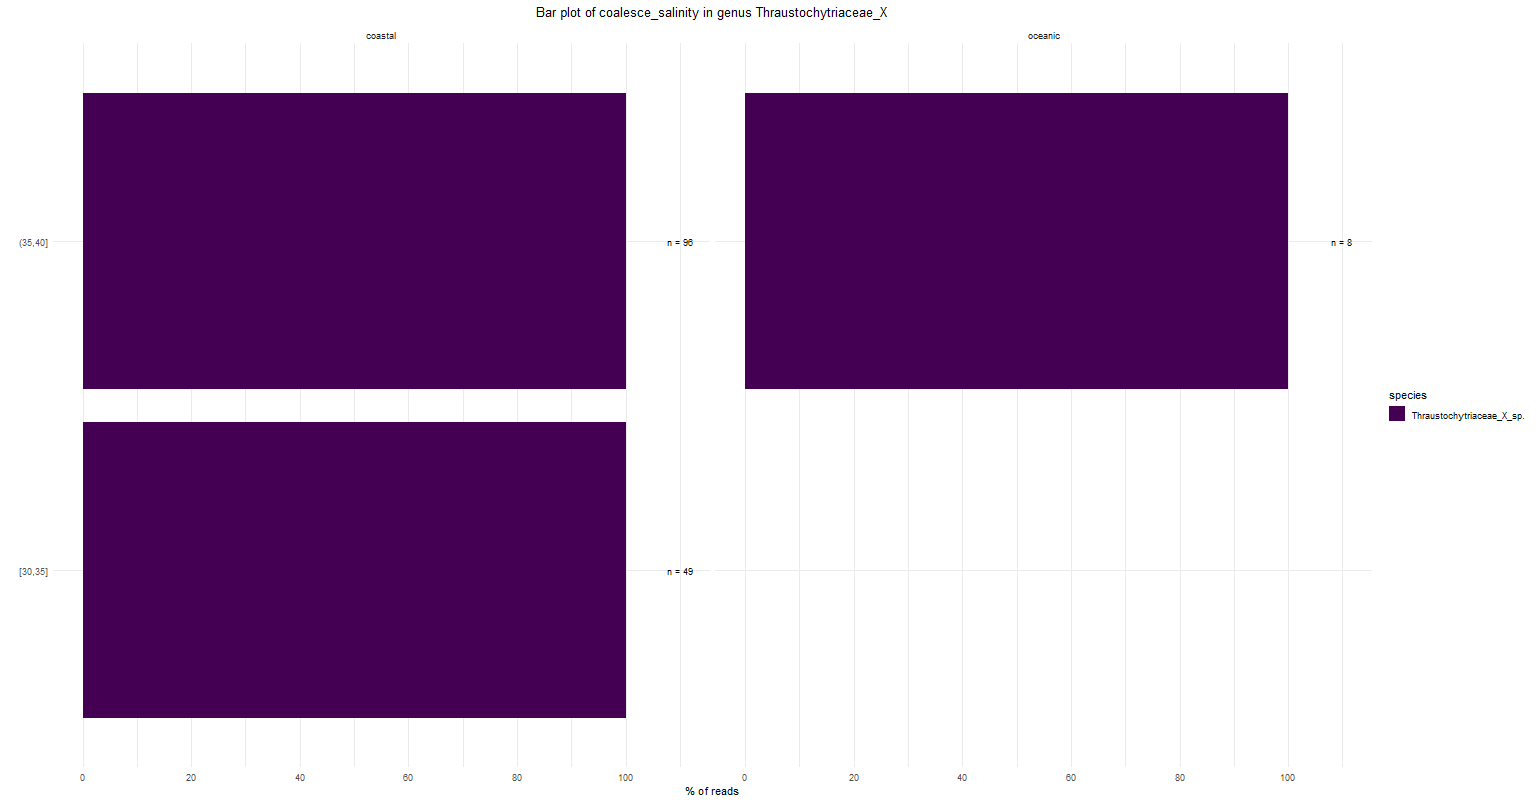 Bar plot of coalesce_salinity in genus Thraustochytriaceae_X
coastal
oceanic
(35,40]
n = 96
n = 8
[30,35]
n = 49
species
Thraustochytriaceae_X_sp.
0 20 40 60 80 100
0 20 40 60 80 100
% of reads